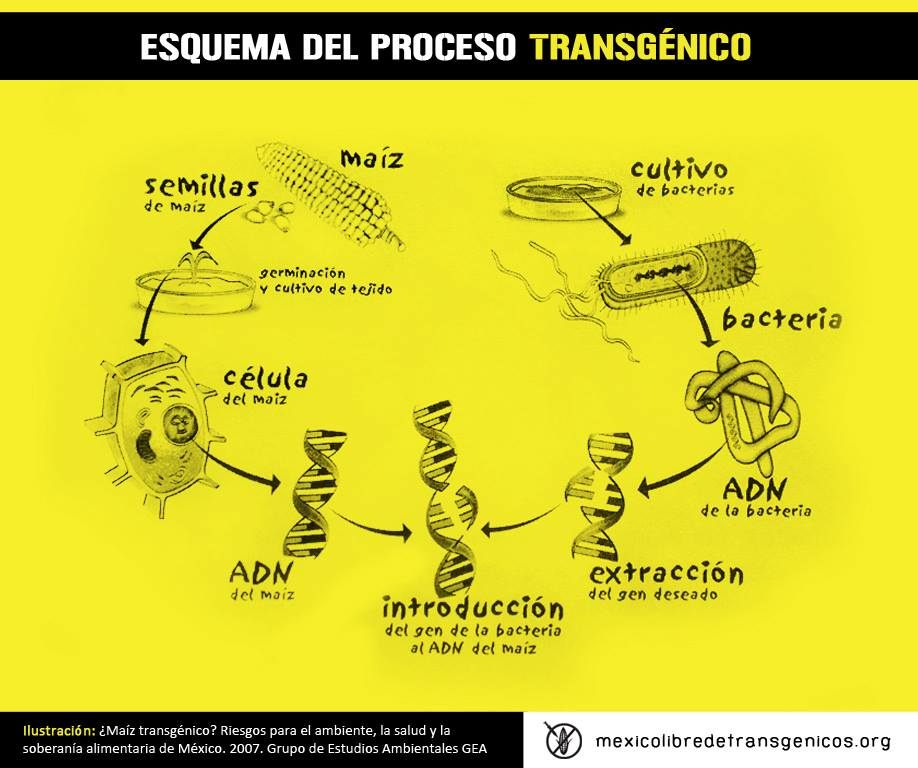 ESQUEMA DEL PROCESO TRANSGÉNICO
maíz
semillas
de maíz
germinación
y cultivo de tejido
célula
del maiz
ADN
del maíz
cultivo
de bacterias
bacteria
ADN
de la bacteria
extracción
del gen deseado
introducción
del gen de la bacteria
al ADN del maíz
Ilustración: ¿Maíz transgénico? Riesgos para el ambiente, la salud y la
soberanía alimentaria de México. 2007. Grupo de Estudios Ambientales GEA
mexicolibredetransgenicos.org